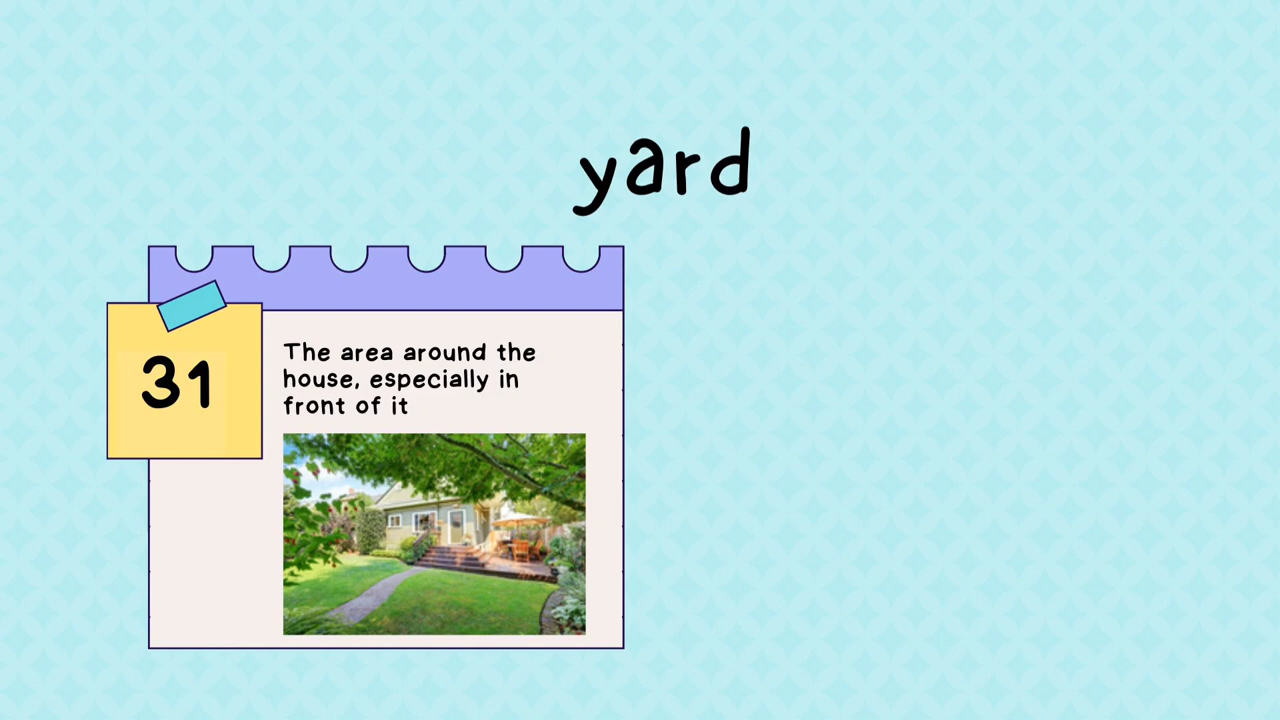 yard
31
The area around the
house, especially in
front of it